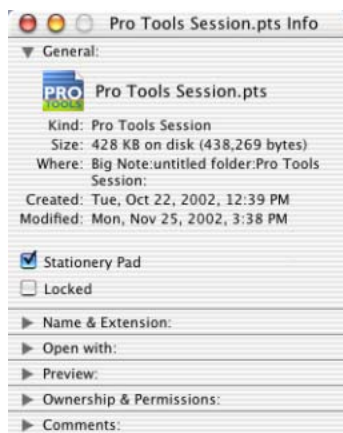 Pro Tools Session.pts Info
General:
PRO
TOOLS
Pro Tools Session.pts
Kind: Pro Tools Session
Size: 428 KB on disk (438,269 bytes)
Where: Big Note:untitled folder:Pro Tools
Session:
Created: Tue, Oct 22, 2002, 12:39 PM
Modified: Mon, Nov 25, 2002, 3:38 PM
Stationery Pad
Locked
Name & Extension:
Open with:
Preview:
Ownership & Permissions:
Comments: